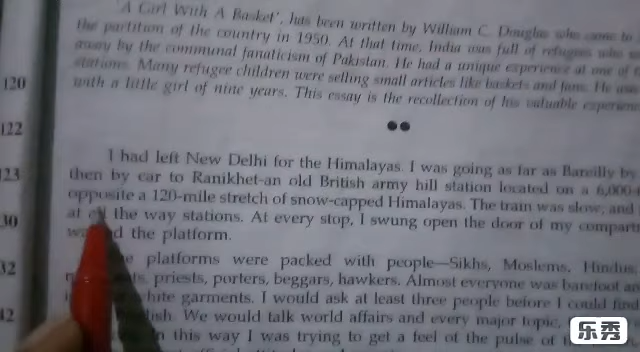 'A Girl With A Basket', has been written by William C. Douglas who came to
the partition of the country in 1950. At that time, India was full of refugees who
away by the communal fanaticism of Pakistan. He had a unique experience at one of
stations. Many refugee children were selling small articles like baskets and fans. He
with a little girl of nine years. This essay is the recollection of his valuable
120
122
I had left New Delhi for the Himalayas. I was going as far as Bareilly by
23
then by car to Ranikhet-an old British army hill station located on a 6,000
opposite a 120-mile stretch of snow-capped Himalayas. The train was slow, and
30
at the way stations. At every stop, I swung open the door of my
the platform.
32
platforms were packed with people—Sikhs, Moslems, Hindus,
priests, porters, beggars, hawkers. Almost everyone was barefoot
garments. I would ask at least three people before I could find
42
We would talk world affairs and every major topic,
this way I was trying to get a feel of the pulse of
乐秀